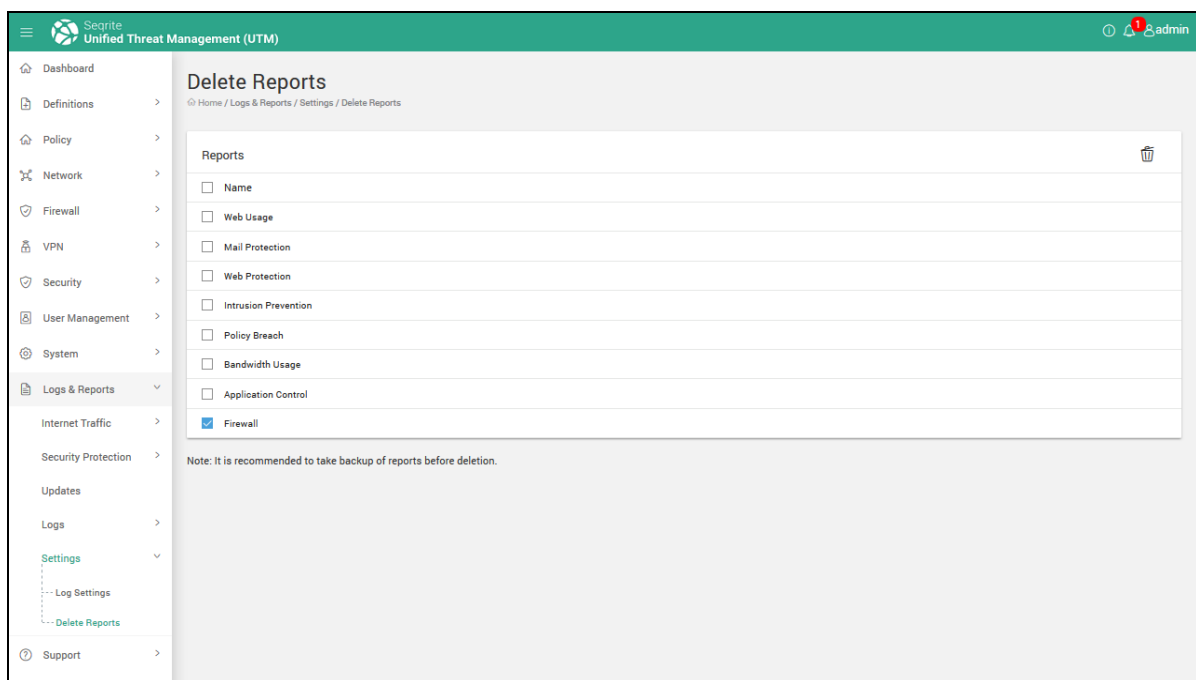 Seqrite
Unified Threat Management (UTM)
1
admin
Dashboard
Definitions
Policy
Network
Firewall
VPN
Security
User Management
System
Logs & Reports
Internet Traffic
Security Protection
Updates
Logs
Settings
Log Settings
Delete Reports
Support
Delete Reports
Home / Logs & Reports / Settings / Delete Reports
Reports
Name
Web Usage
Mail Protection
Web Protection
Intrusion Prevention
Policy Breach
Bandwidth Usage
Application Control
Firewall
Note: It is recommended to take backup of reports before deletion.